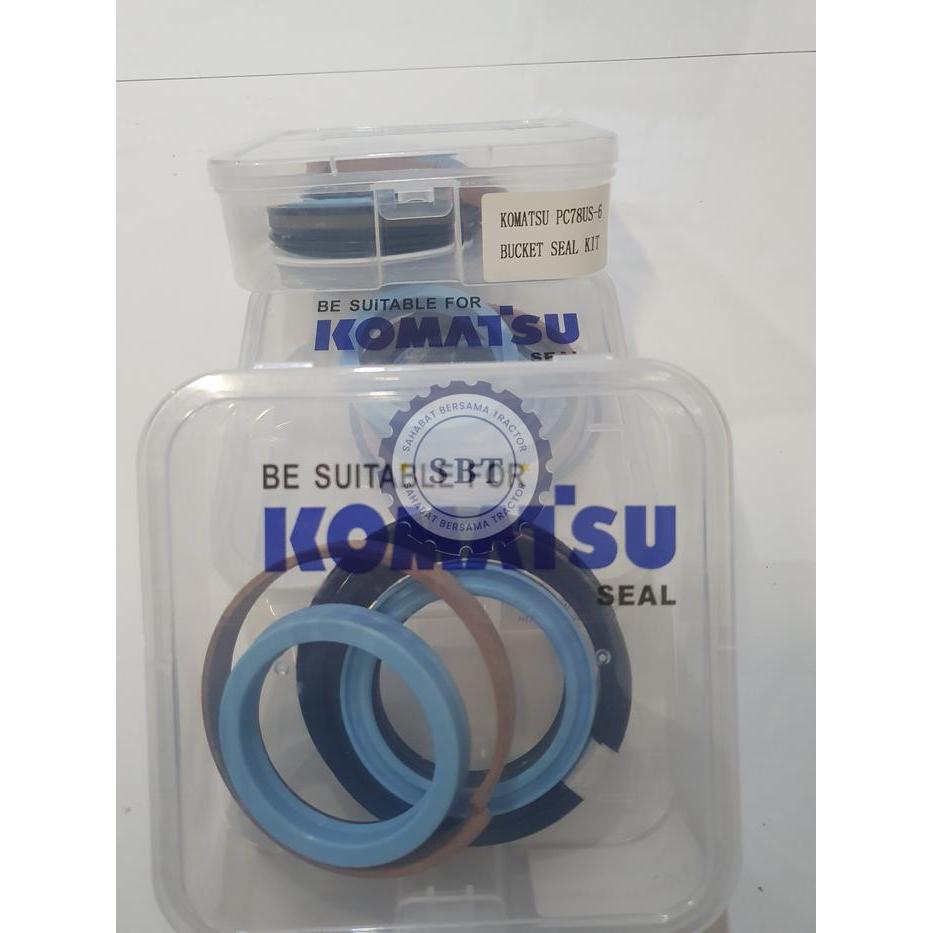 KOMATSU PC78US-6
BUCKET SEAL KIT
BE SUiTABLE FOR
KOMATSU
SEAL
SAHABAT BERSAMA TRACTOR
SBT
SAHABAT BERSAMA TRACTOR
BE SUITABLE FOR
KOMATSU
SEAL